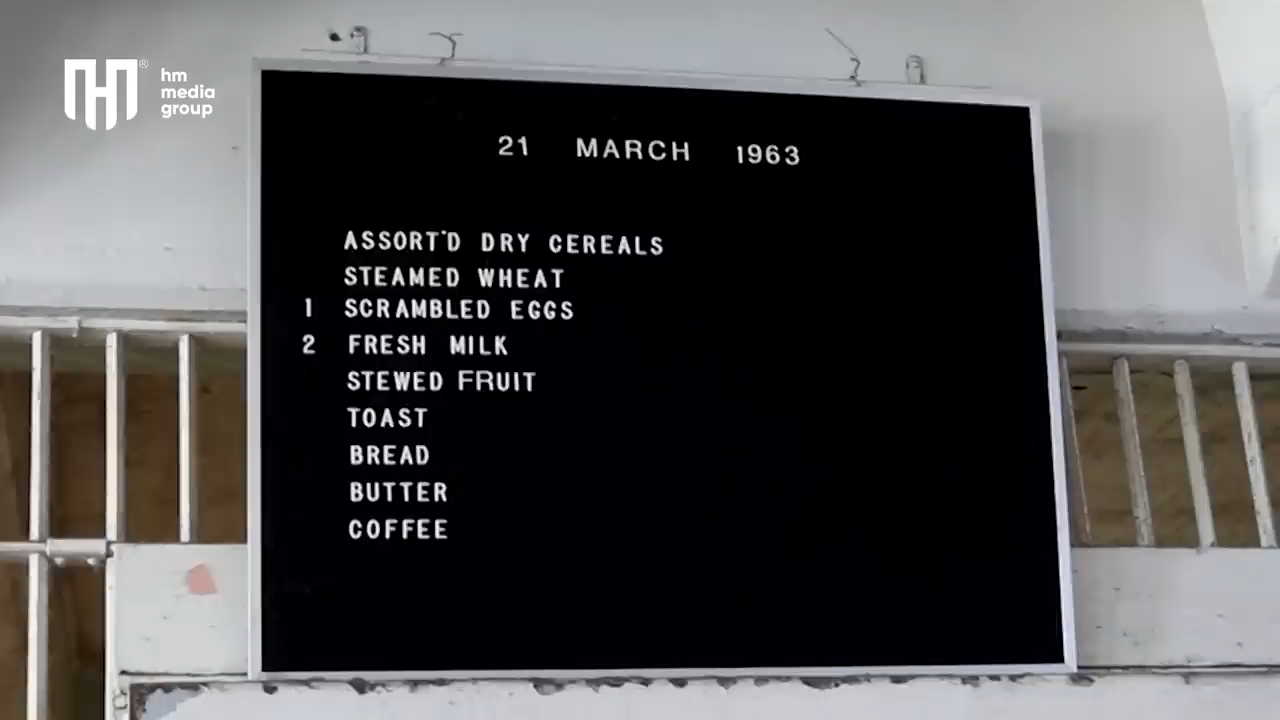 hm
media
group
21 MARCH 1963
ASSORT'D DRY CEREALS
STEAMED WHEAT
1 SCRAMBLED EGGS
2 FRESH MILK
STEWED FRUIT
TOAST
BREAD
BUTTER
COFFEE